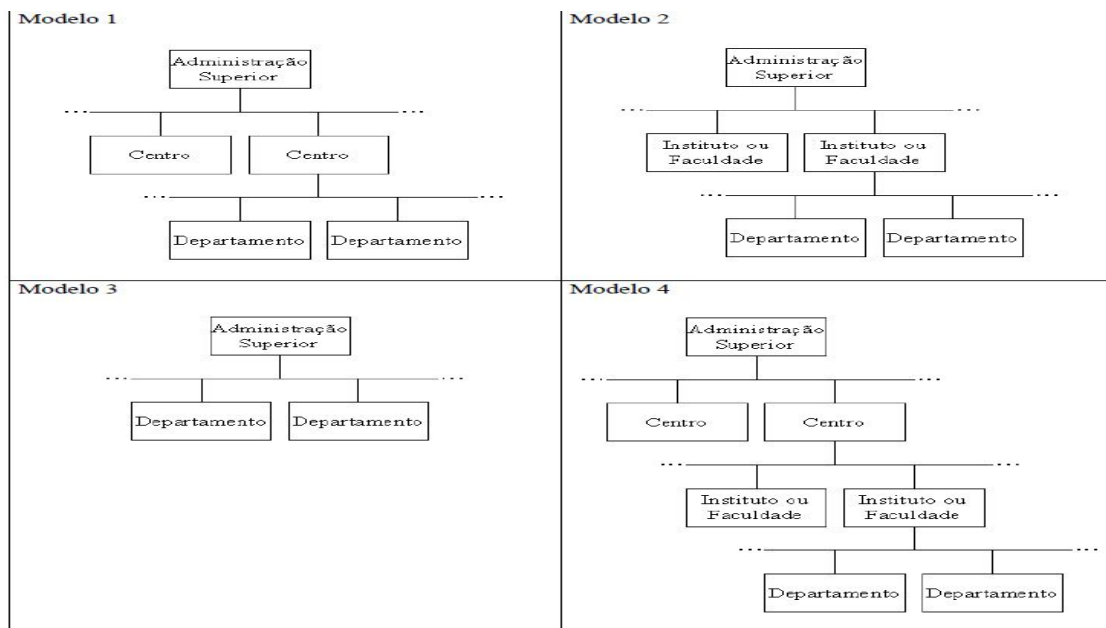 Modelo 1
Administração
Superior
... ...
Centro Centro
... ...
Departamento Departamento
Modelo 2
Administração
Superior
... ...
Instituto ou Instituto ou
Faculdade Faculdade
... ...
Departamento Departamento
Modelo 3
Administração
Superior
... ...
Departamento Departamento
Modelo 4
Administração
Superior
... ...
Centro Centro
... ...
Instituto ou Instituto ou
Faculdade Faculdade
... ...
Departamento Departamento